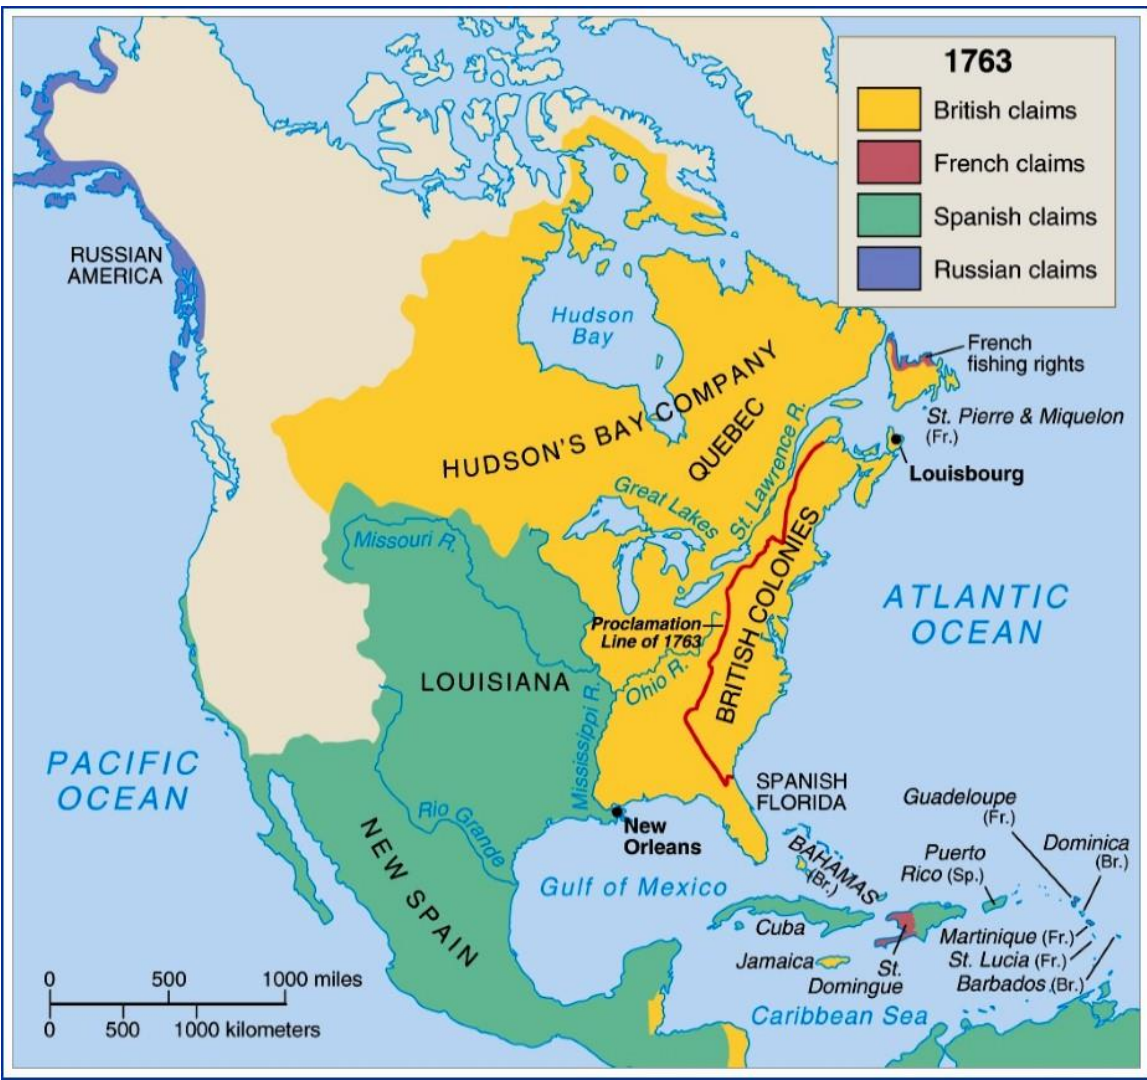 1763
British claims
French claims
Spanish claims
Russian claims
RUSSIAN
AMERICA
Hudson
Bay
French
fishing rights
HUDSON'S BAY COMPANY
QUEBEC
St. Lawrence R.
St. Pierre & Miquelon
(Fr.)
Louisbourg
Great Lakes
Missouri R.
BRITISH COLONIES
ATLANTIC
OCEAN
Proclamation
Line of 1763
LOUISIANA
Ohio R.
Mississippi R.
PACIFIC
OCEAN
SPANISH
FLORIDA
Rio Grande
New
Orleans
NEW SPAIN
Gulf of Mexico
BAHAMAS
(Br.)
Guadeloupe
(Fr.)
Dominica
(Br.)
Puerto
Rico (Sp.)
Cuba
Martinique (Fr.)
St. Lucia (Fr.)
Barbados (Br.)
Jamaica
St.
Domingue
Caribbean Sea
0 500 1000 miles
0 500 1000 kilometers